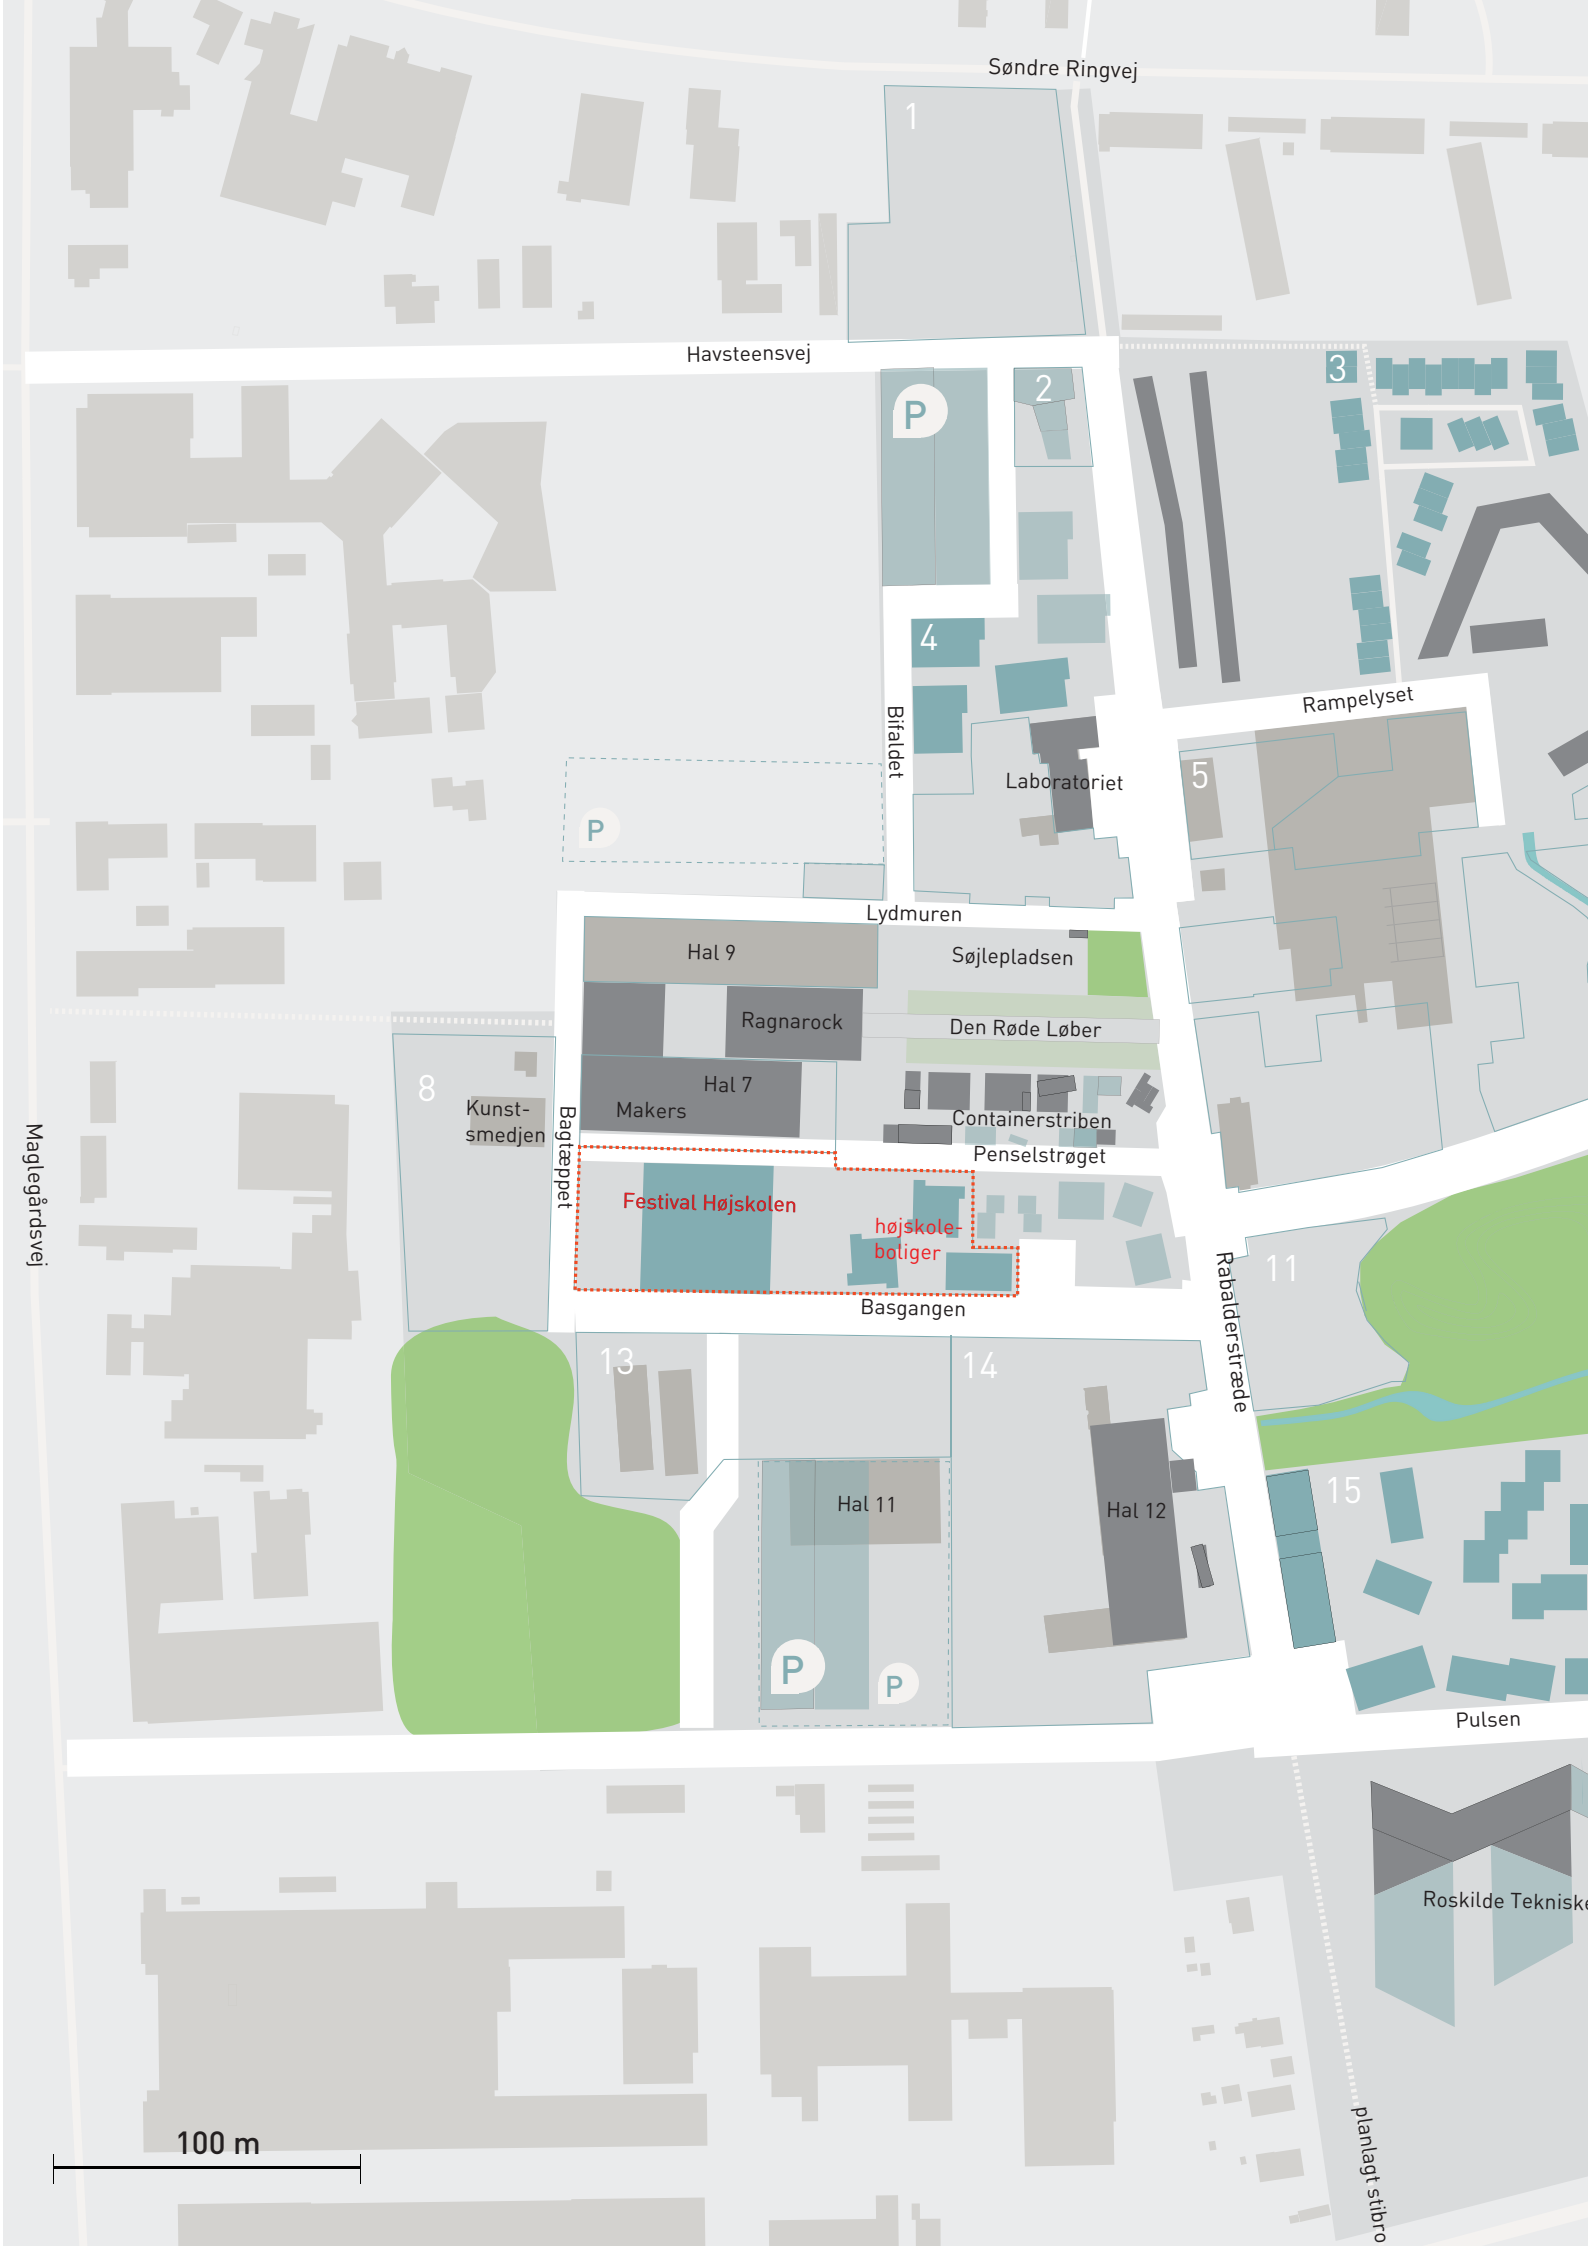 Søndre Ringvej
1
Havsteensvej
P
2
3
4
Rampelyset
Bifaldet
Laboratoriet
5
P
Lydmuren
Hal 9
Søjlepladsen
Ragnarock
Den Røde Løber
8
Hal 7
Kunst-
smedjen
Makers
Containerstriben
Bagtæppet
Penselstrøget
Maglegårdsvej
Festival Højskolen
højskole-
boliger
11
Basgangen
Rabalderstræde
13
14
15
Hal 11
Hal 12
P
P
Pulsen
Roskilde Tekniske
100 m
planlagt stibro